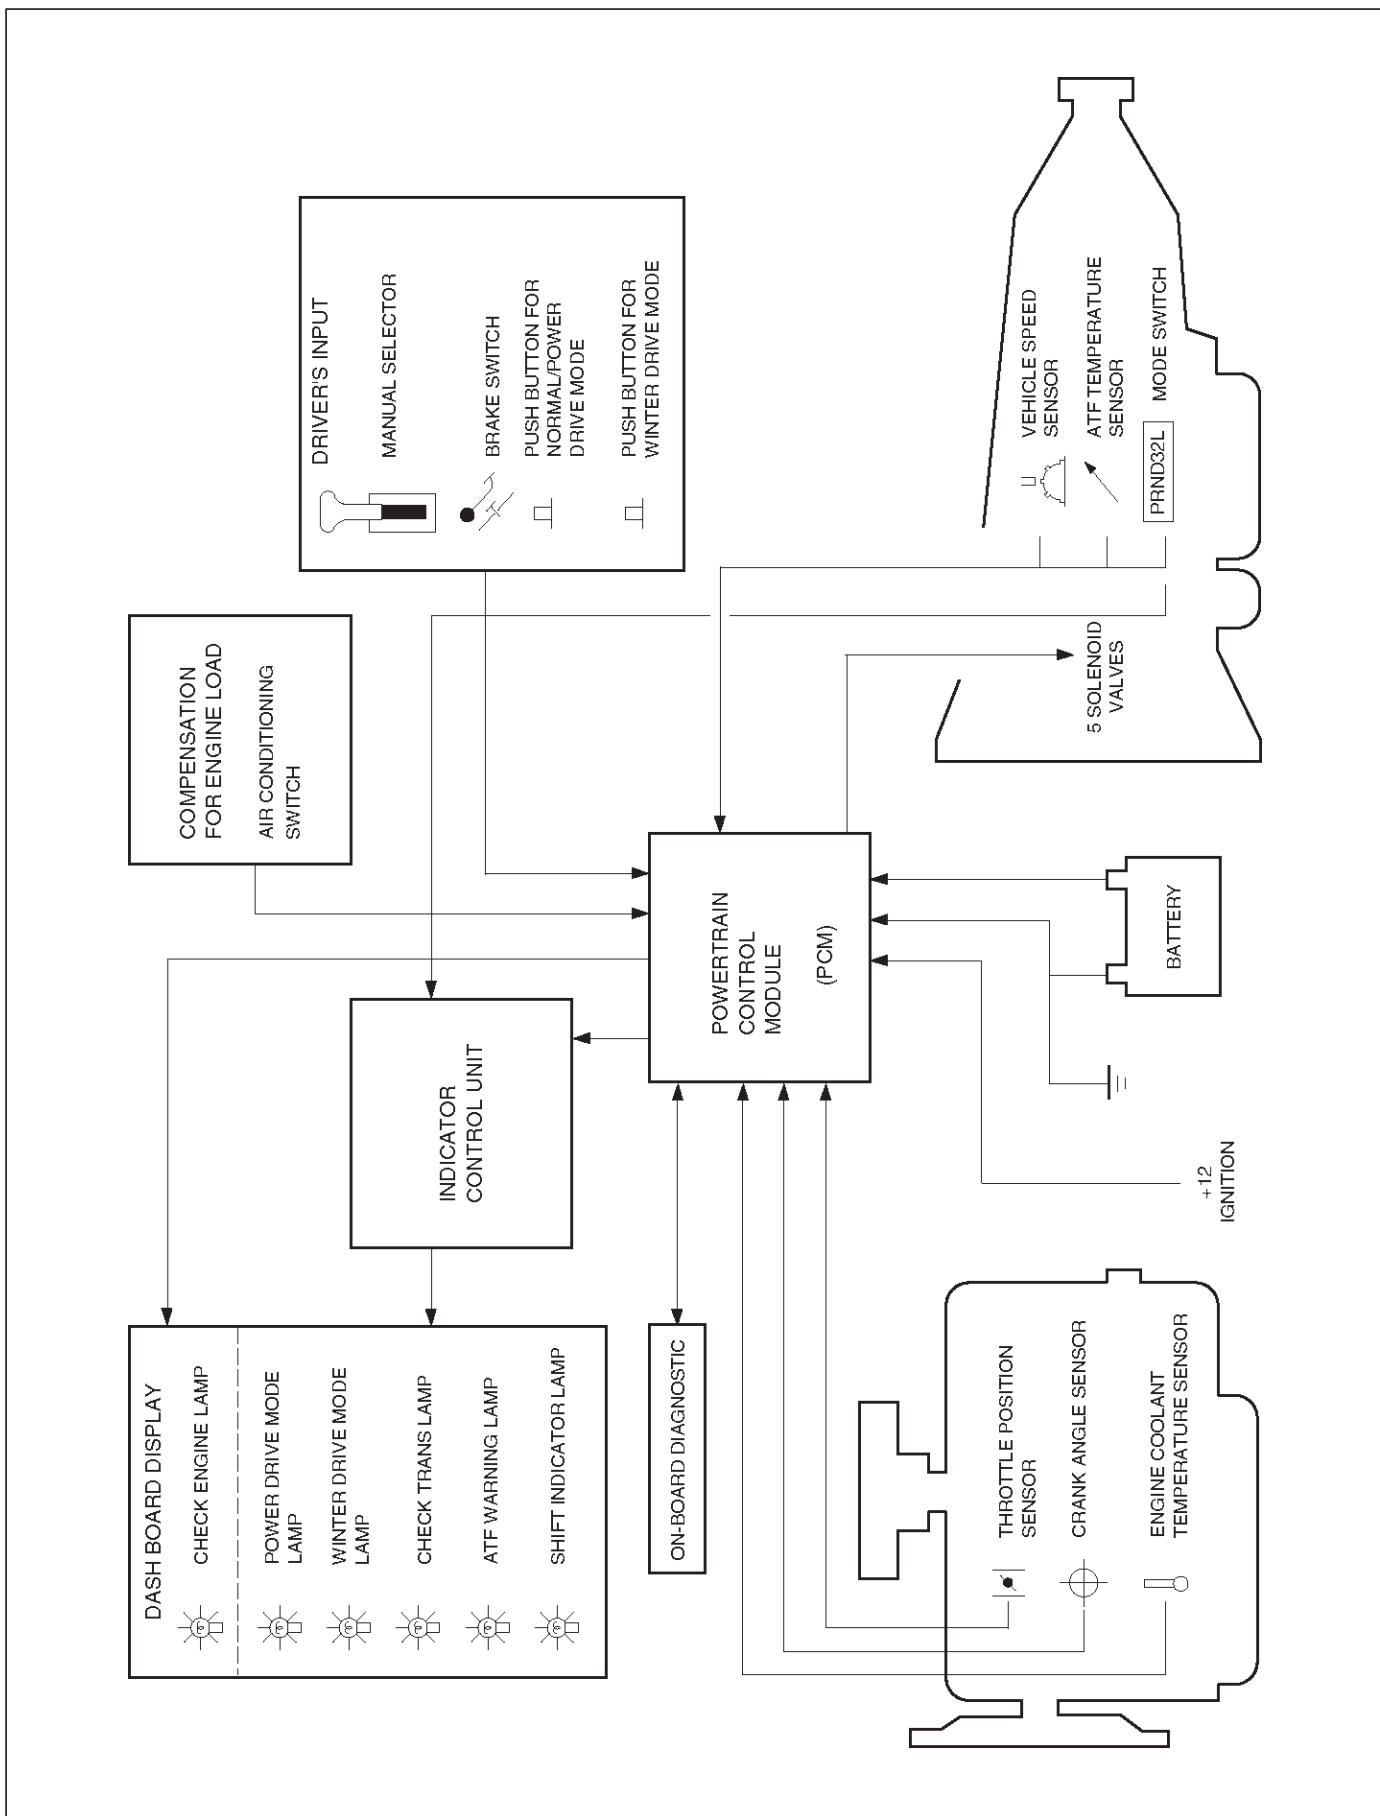 DASH BOARD DISPLAY
CHECK ENGINE LAMP
POWER DRIVE MODE
LAMP
WINTER DRIVE MODE
LAMP
CHECK TRANS LAMP
ATF WARNING LAMP
SHIFT INDICATOR LAMP
INDICATOR
CONTROL UNIT
COMPENSATION
FOR ENGINE LOAD
AIR CONDITIONING
SWITCH
DRIVER'S INPUT
MANUAL SELECTOR
BRAKE SWITCH
PUSH BUTTON FOR
NORMAL/POWER
DRIVE MODE
PUSH BUTTON FOR
WINTER DRIVE MODE
ON-BOARD DIAGNOSTIC
POWERTRAIN
CONTROL
MODULE
(PCM)
THROTTLE POSITION
SENSOR
CRANK ANGLE SENSOR
ENGINE COOLANT
TEMPERATURE SENSOR
+12
IGNITION
BATTERY
5 SOLENOID
VALVES
VEHICLE SPEED
SENSOR
ATF TEMPERATURE
SENSOR
PRND32L
MODE SWITCH